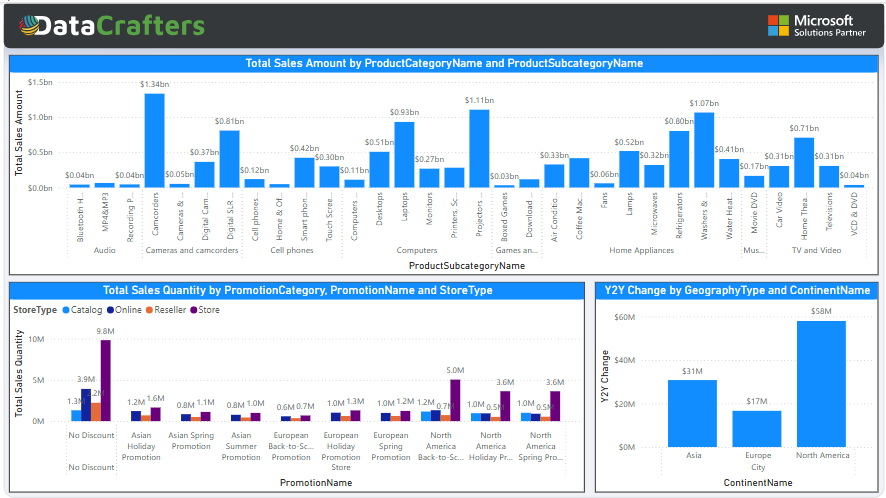 DataCrafters
Microsoft
Solutions Partner
Total Sales Amount by ProductCategoryName and ProductSubcategoryName
Total Sales Amount
$1.5bn
$1.0bn
$0.5bn
$0.0bn
$0.04bn
$0.04bn
$1.34bn
$0.05bn
$0.37bn
$0.81bn
$0.12bn
$0.42bn
$0.30bn
$0.11bn
$0.51bn
$0.93bn
$0.27bn
$1.11bn
$0.03bn
$0.33bn
$0.06bn
$0.52bn
$0.32bn
$0.80bn
$1.07bn
$0.41bn
$0.17bn
$0.31bn
$0.71bn
$0.31bn
$0.04bn
Bluetooth H...
MP4&MP3
Recording P...
Camcorders
Cameras & ...
Digital Cam...
Digital SLR ...
Cell phones...
Home & Of...
Smart phon...
Touch Scree...
Computers ...
Desktops
Laptops
Monitors
Printers, Sc...
Projectors ...
Boxed Games
Download ...
Air Conditio...
Coffee Mac...
Fans
Lamps
Microwaves
Refrigerators
Washers & ...
Water Heat...
Movie DVD
Car Video
Home Thea...
Televisions
VCD & DVD
Audio
Cameras and camcorders
Cell phones
Computers
Games an...
Home Appliances
Mus...
TV and Video
ProductSubcategoryName
Total Sales Quantity by PromotionCategory, PromotionName and StoreType
StoreType Catalog Online Reseller Store
Total Sales Quantity
10M
5M
0M
1.3M
3.9M
2.2M
9.8M
1.2M
1.6M
0.8M
1.1M
0.8M
1.0M
0.6M
0.7M
1.0M
1.3M
1.0M
1.2M
1.2M
0.7M
5.0M
1.0M
0.5M
3.6M
1.0M
0.5M
3.6M
No Discount
Asian
Holiday
Promotion
Asian Spring
Promotion
Asian
Summer
Promotion
European
Back-to-Sc...
Promotion
European
Holiday
Promotion
European
Spring
Promotion
North
America
Back-to-Sc...
North
America
Holiday Pr...
North
America
Spring Pro...
No Discount
Store
PromotionName
Y2Y Change by GeographyType and ContinentName
Y2Y Change
$60M
$40M
$20M
$0M
$31M
$17M
$58M
Asia
Europe
North America
City
ContinentName